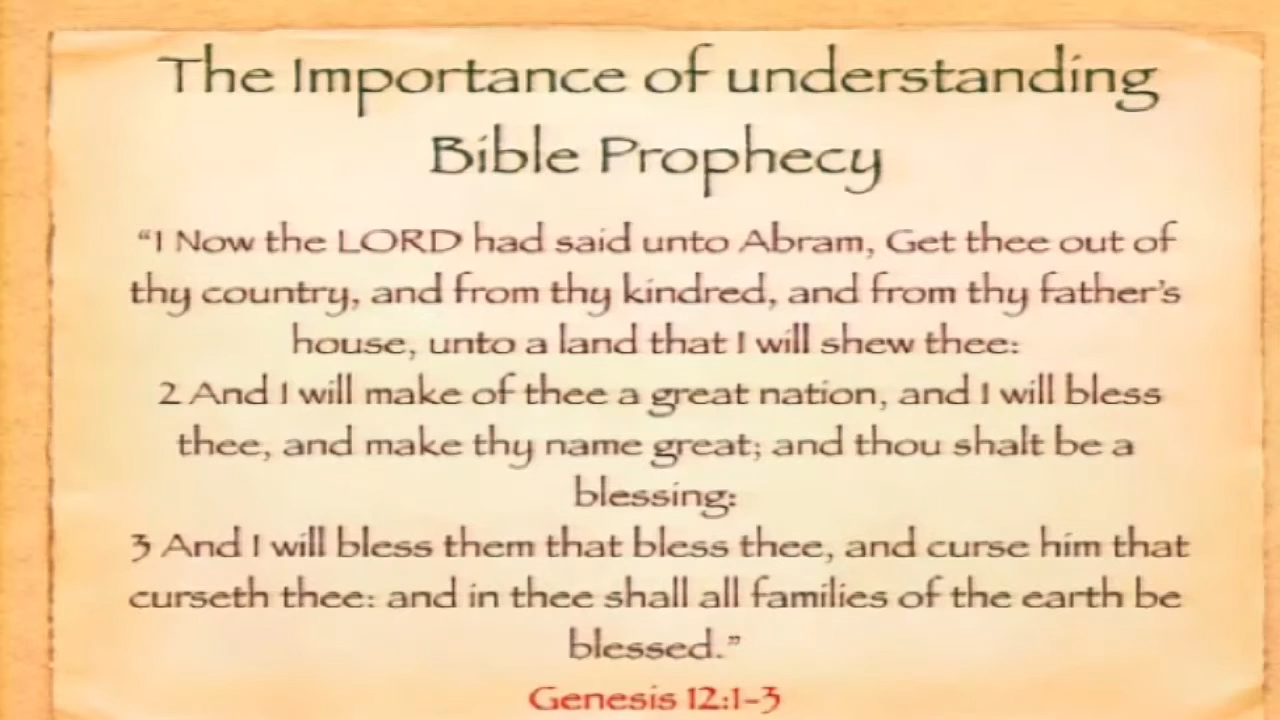 The Importance of understanding
Bible Prophecy
“1 Now the LORD had said unto Abram, Get thee out of
thy country, and from thy kindred, and from thy father’s
house, unto a land that I will shew thee:
2 And I will make of thee a great nation, and I will bless
thee, and make thy name great; and thou shalt be a
blessing:
3 And I will bless them that bless thee, and curse him that
curseth thee: and in thee shall all families of the earth be
blessed.”
Genesis 12:1-3